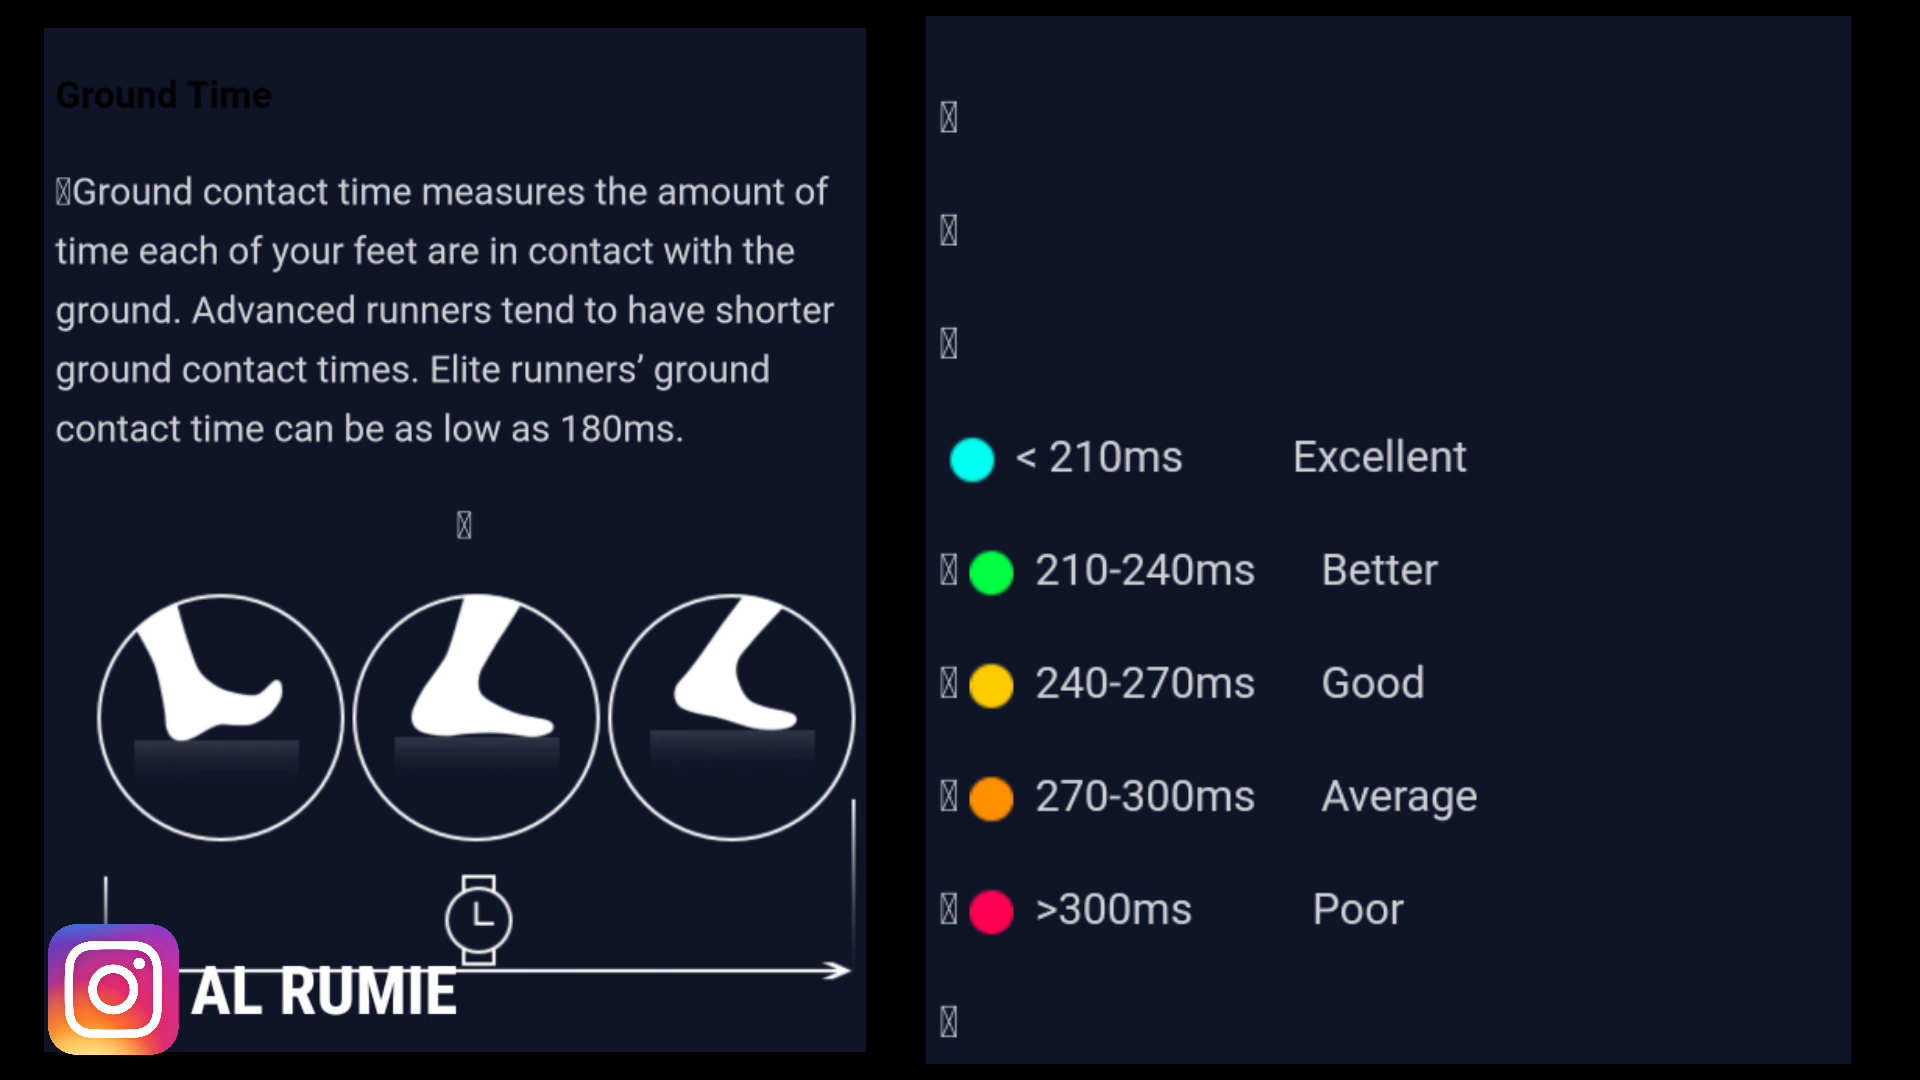 Ground Time
Ground contact time measures the amount of
time each of your feet are in contact with the
ground. Advanced runners tend to have shorter
ground contact times. Elite runners’ ground
contact time can be as low as 180ms.
AL RUMIE
< 210ms Excellent
210-240ms Better
240-270ms Good
270-300ms Average
>300ms Poor